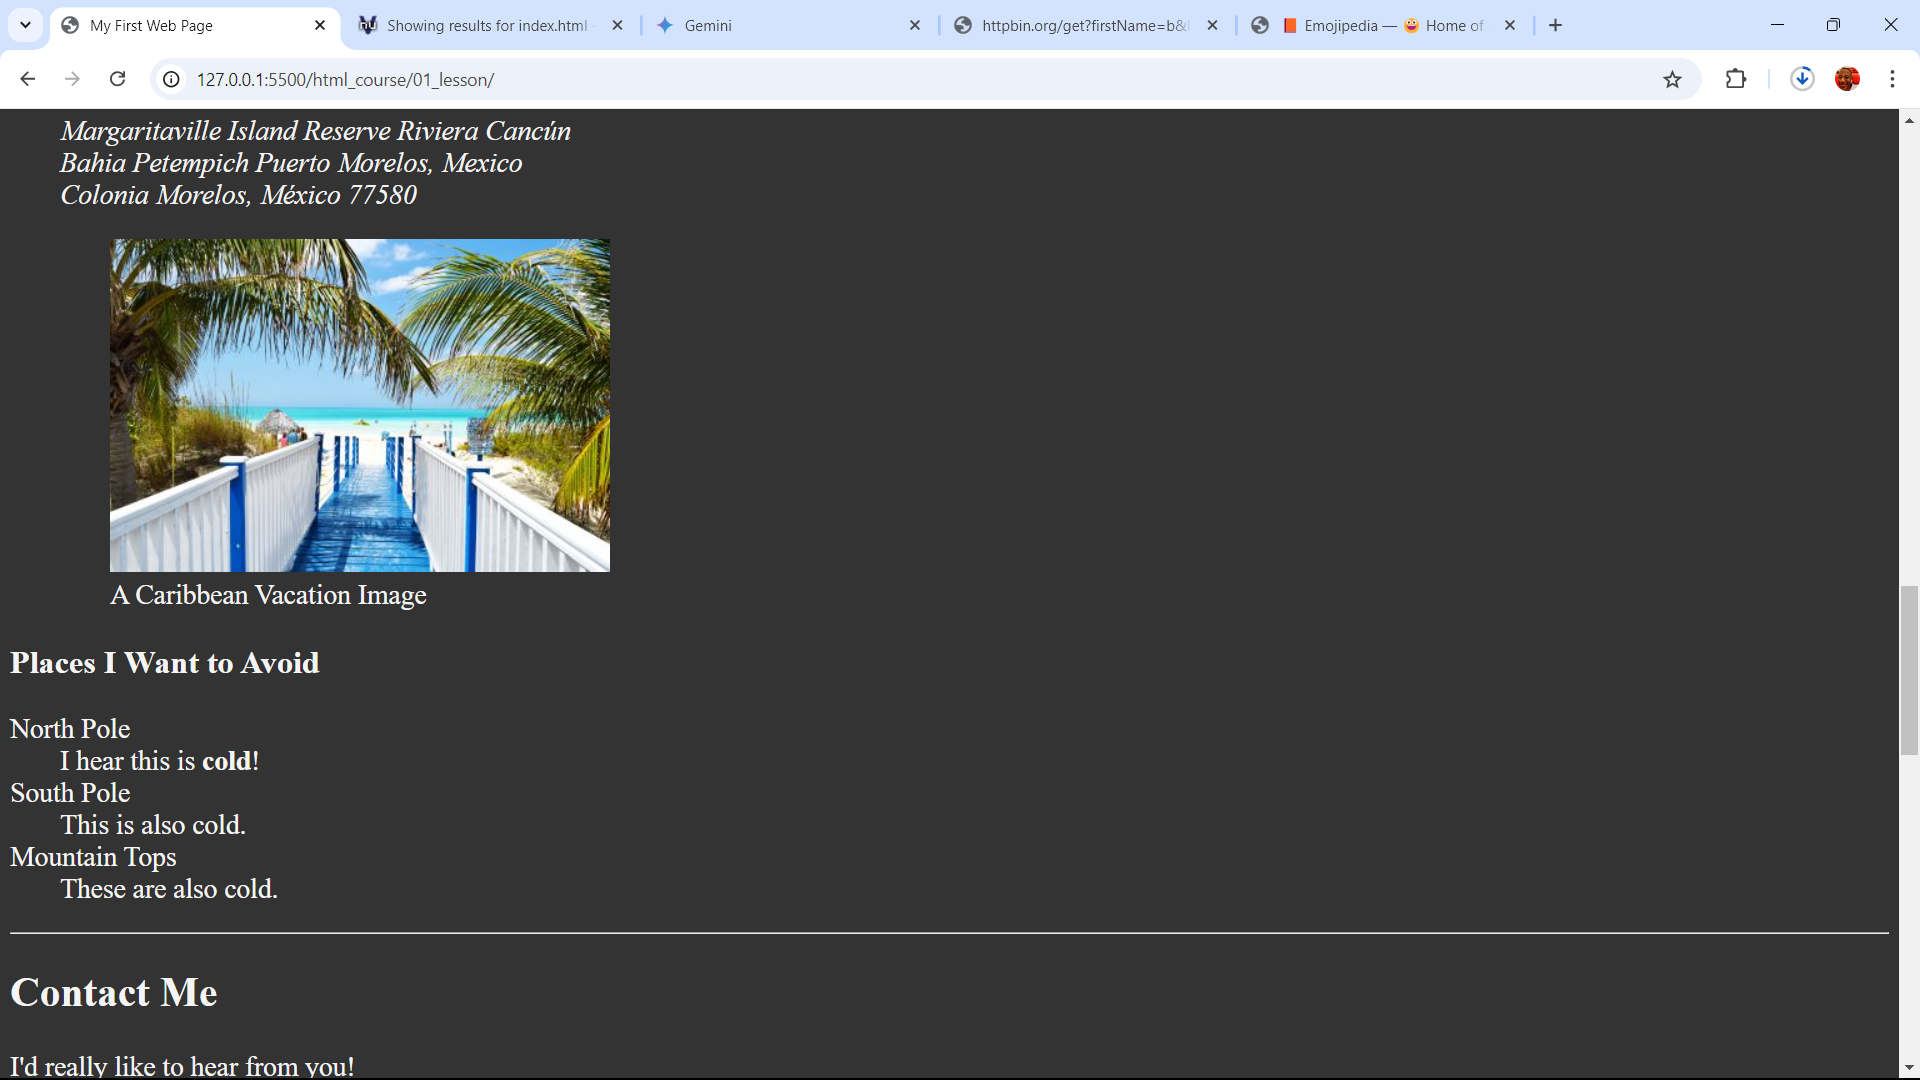 My First Web Page
Showing results for index.html
Gemini
httpbin.org/get?firstName=b&
Emojipedia — 😀 Home of
127.0.0.1:5500/html_course/01_lesson/
Margaritaville Island Reserve Riviera Cancún
Bahia Petempich Puerto Morelos, Mexico
Colonia Morelos, México 77580
A Caribbean Vacation Image
Places I Want to Avoid
North Pole
I hear this is cold!
South Pole
This is also cold.
Mountain Tops
These are also cold.
Contact Me
I'd really like to hear from you!